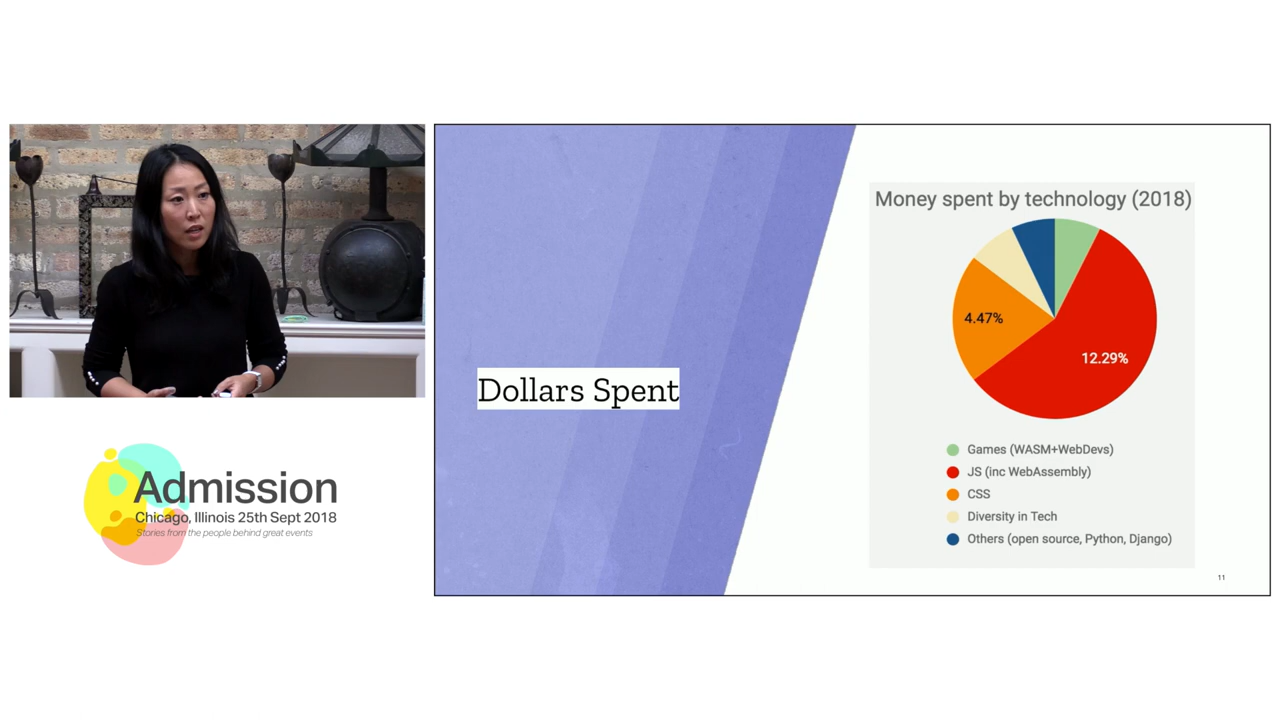 Admission
Chicago, Illinois 25th Sept 2018
Stories from the people behind great events
Dollars Spent
Money spent by technology (2018)
4.47%
12.29%
Games (WASM+WebDevs)
JS (inc WebAssembly)
CSS
Diversity in Tech
Others (open source, Python, Django)
11